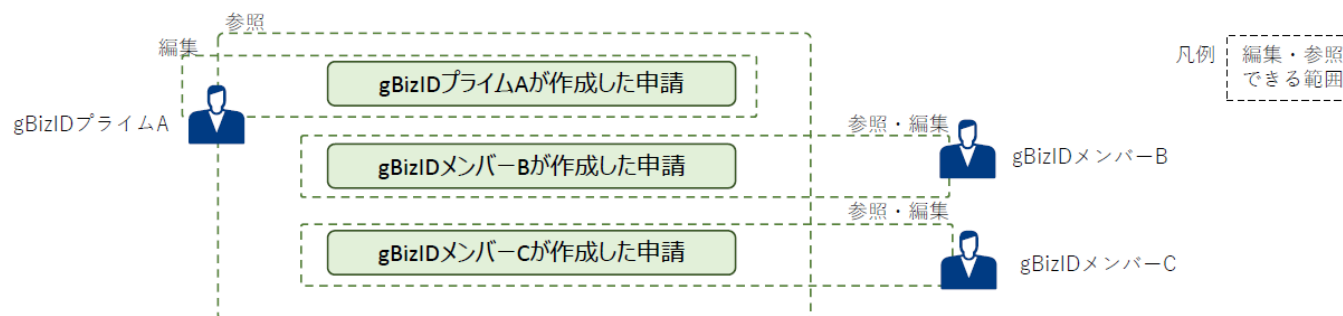 参照
編集
gBizIDプライムAが作成した申請
gBizIDプライムA
凡例
編集・参照
できる範囲
参照・編集
gBizIDメンバーBが作成した申請
gBizIDメンバーB
参照・編集
gBizIDメンバーCが作成した申請
gBizIDメンバーC